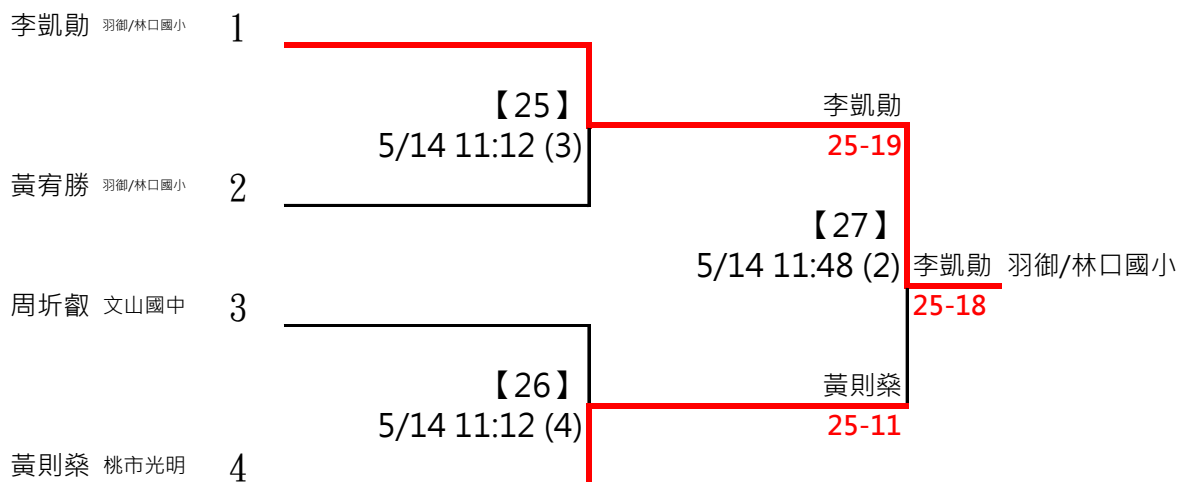 李凱勛 羽御/林口國小 1
【25】 李凱勛
5/14 11:12 (3) 25-19
黃宥勝 羽御/林口國小 2
【27】
5/14 11:48 (2) 李凱勛 羽御/林口國小
周圻叡 文山國中 3 25-18
【26】 黃則燊
5/14 11:12 (4) 25-11
黃則燊 桃市光明 4